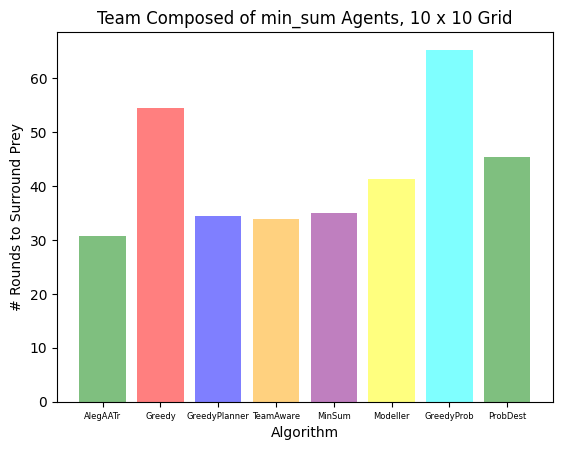 Team Composed of min_sum Agents, 10 x 10 Grid
# Rounds to Surround Prey
60
50
40
30
20
10
0
AlegAATr Greedy GreedyPlanner TeamAware MinSum Modeller GreedyProb ProbDest
Algorithm